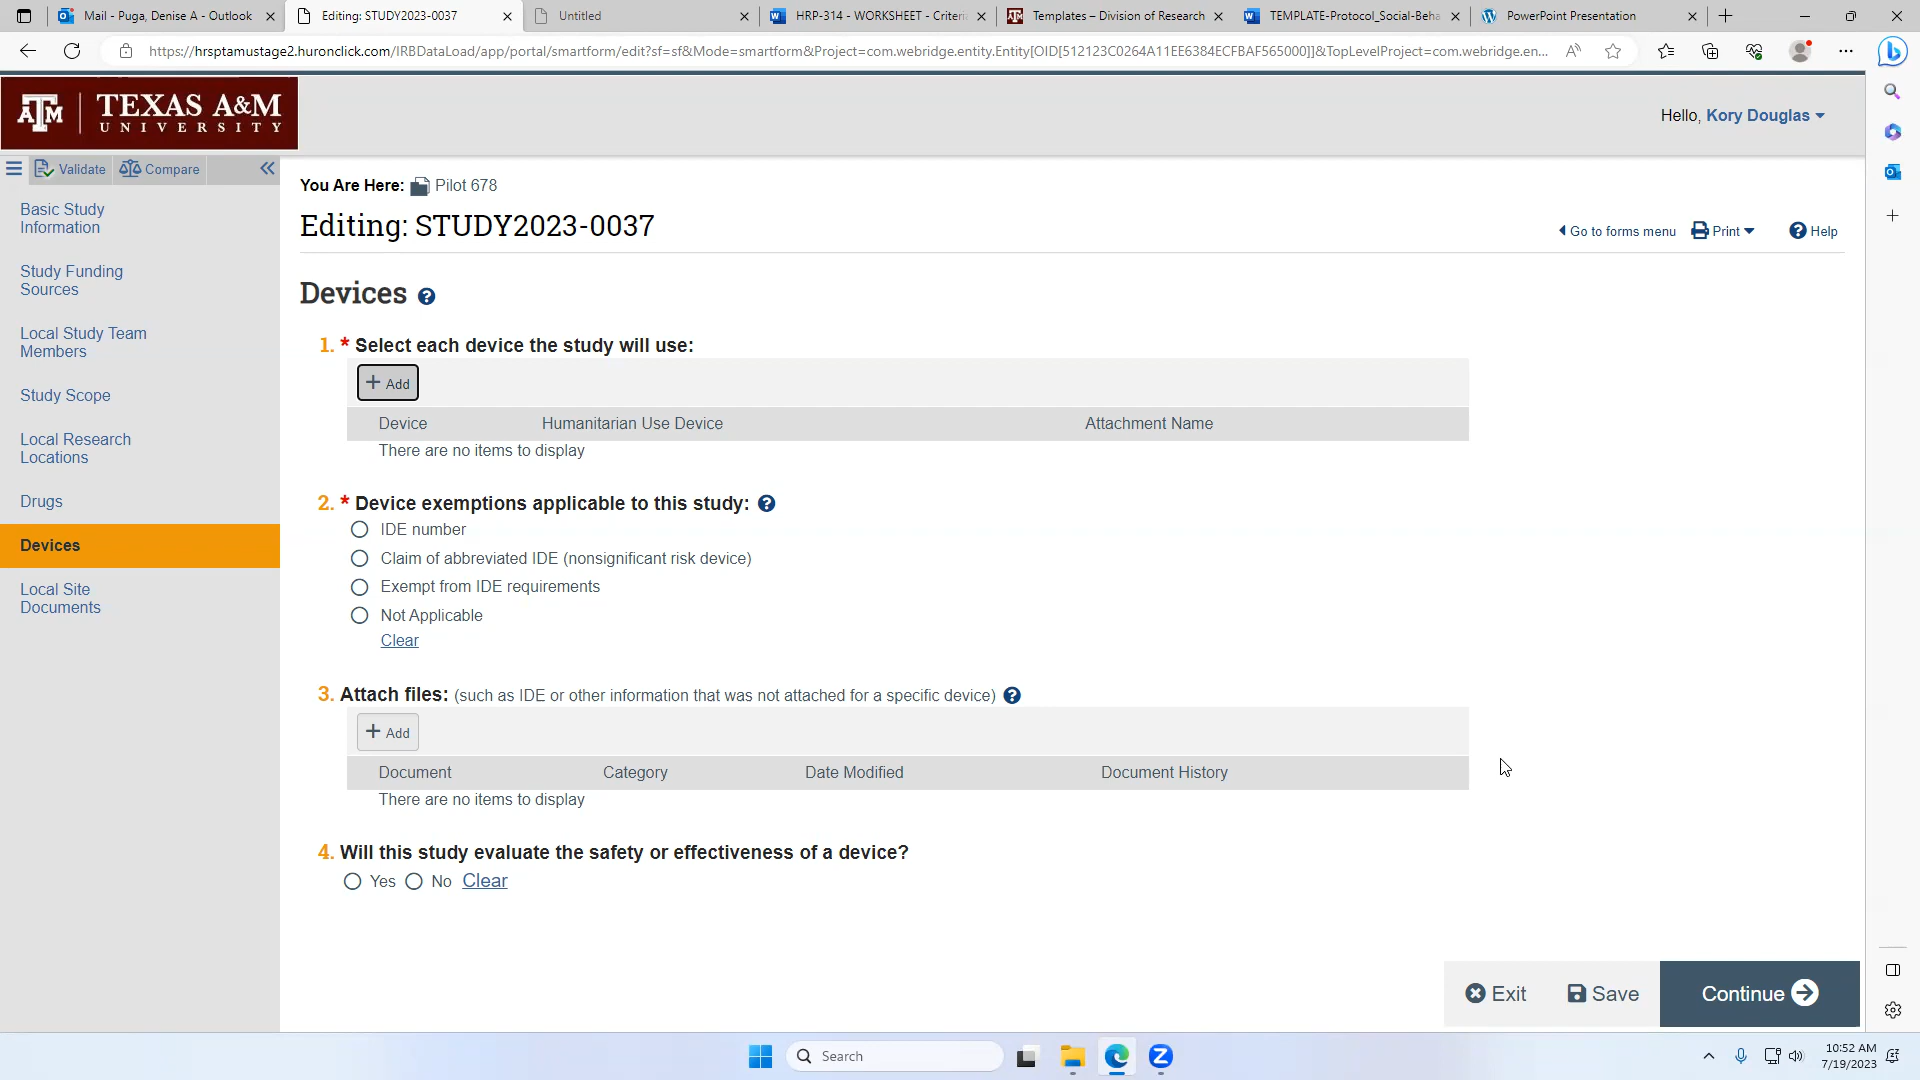 Mail - Puga, Denise A - Outlook
Editing: STUDY2023-0037
Untitled
HRP-314 - WORKSHEET - Criteri
Templates – Division of Research
TEMPLATE-Protocol_Social-Beha
PowerPoint Presentation
https://hrsptamustage2.huronclick.com/IRBDataLoad/app/portal/smartform/edit?sf=sf&Mode=smartform&Project=com.webridge.entity.Entity[OID[512123C0264A11EE6384ECFBAF565000]]&TopLevelProject=com.webridge.en...
TEXAS A&M
UNIVERSITY
Hello, Kory Douglas
Validate
Compare
Basic Study
Information
Study Funding
Sources
Local Study Team
Members
Study Scope
Local Research
Locations
Drugs
Devices
Local Site
Documents
You Are Here: Pilot 678
Editing: STUDY2023-0037
Go to forms menu
Print
Help
Devices
1. * Select each device the study will use:
+ Add
Device Humanitarian Use Device Attachment Name
There are no items to display
2. * Device exemptions applicable to this study:
IDE number
Claim of abbreviated IDE (nonsignificant risk device)
Exempt from IDE requirements
Not Applicable
Clear
3. Attach files: (such as IDE or other information that was not attached for a specific device)
+ Add
Document Category Date Modified Document History
There are no items to display
4. Will this study evaluate the safety or effectiveness of a device?
Yes No Clear
Exit
Save
Continue
Search
10:52 AM
7/19/2023